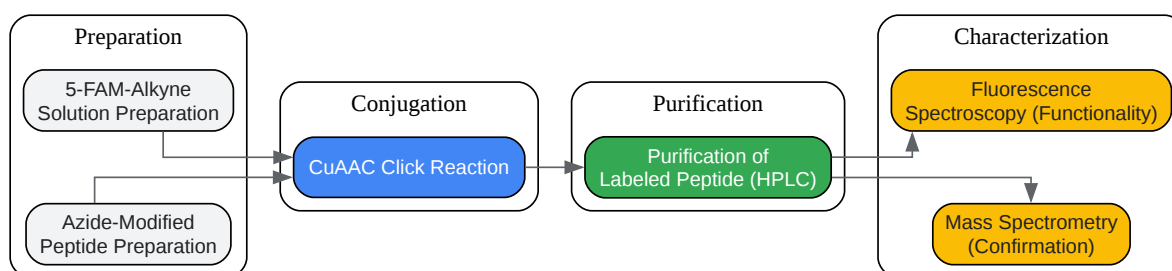 Preparation
5-FAM-Alkyne
Solution Preparation
Azide-Modified
Peptide Preparation
Conjugation
CuAAC Click Reaction
Purification
Purification of
Labeled Peptide (HPLC)
Characterization
Fluorescence
Spectroscopy (Functionality)
Mass Spectrometry
(Confirmation)